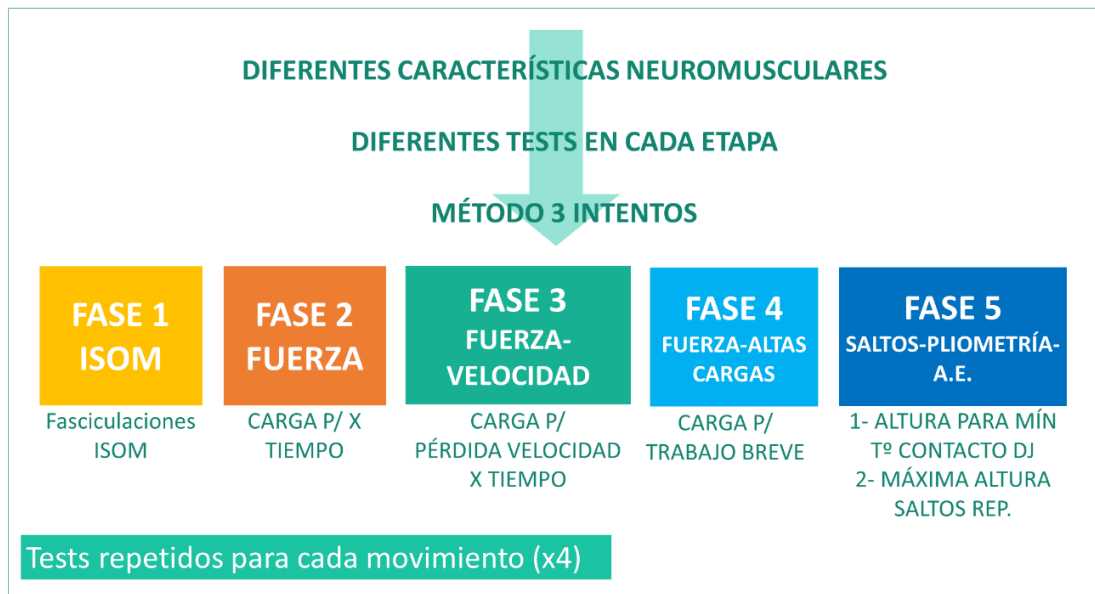 DIFERENTES CARACTERÍSTICAS NEUROMUSCULARES
DIFERENTES TESTS EN CADA ETAPA
MÉTODO 3 INTENTOS
FASE 1
ISOM
Fasciculaciones
ISOM
FASE 2
FUERZA
CARGA P/ X
TIEMPO
FASE 3
FUERZA-
VELOCIDAD
CARGA P/
PÉRDIDA VELOCIDAD
X TIEMPO
FASE 4
FUERZA-ALTAS
CARGAS
CARGA P/
TRABAJO BREVE
FASE 5
SALTOS-PLIOMETRÍA-
A.E.
1- ALTURA PARA MÍN
Tº CONTACTO DJ
2- MÁXIMA ALTURA
SALTOS REP.
Tests repetidos para cada movimiento (x4)